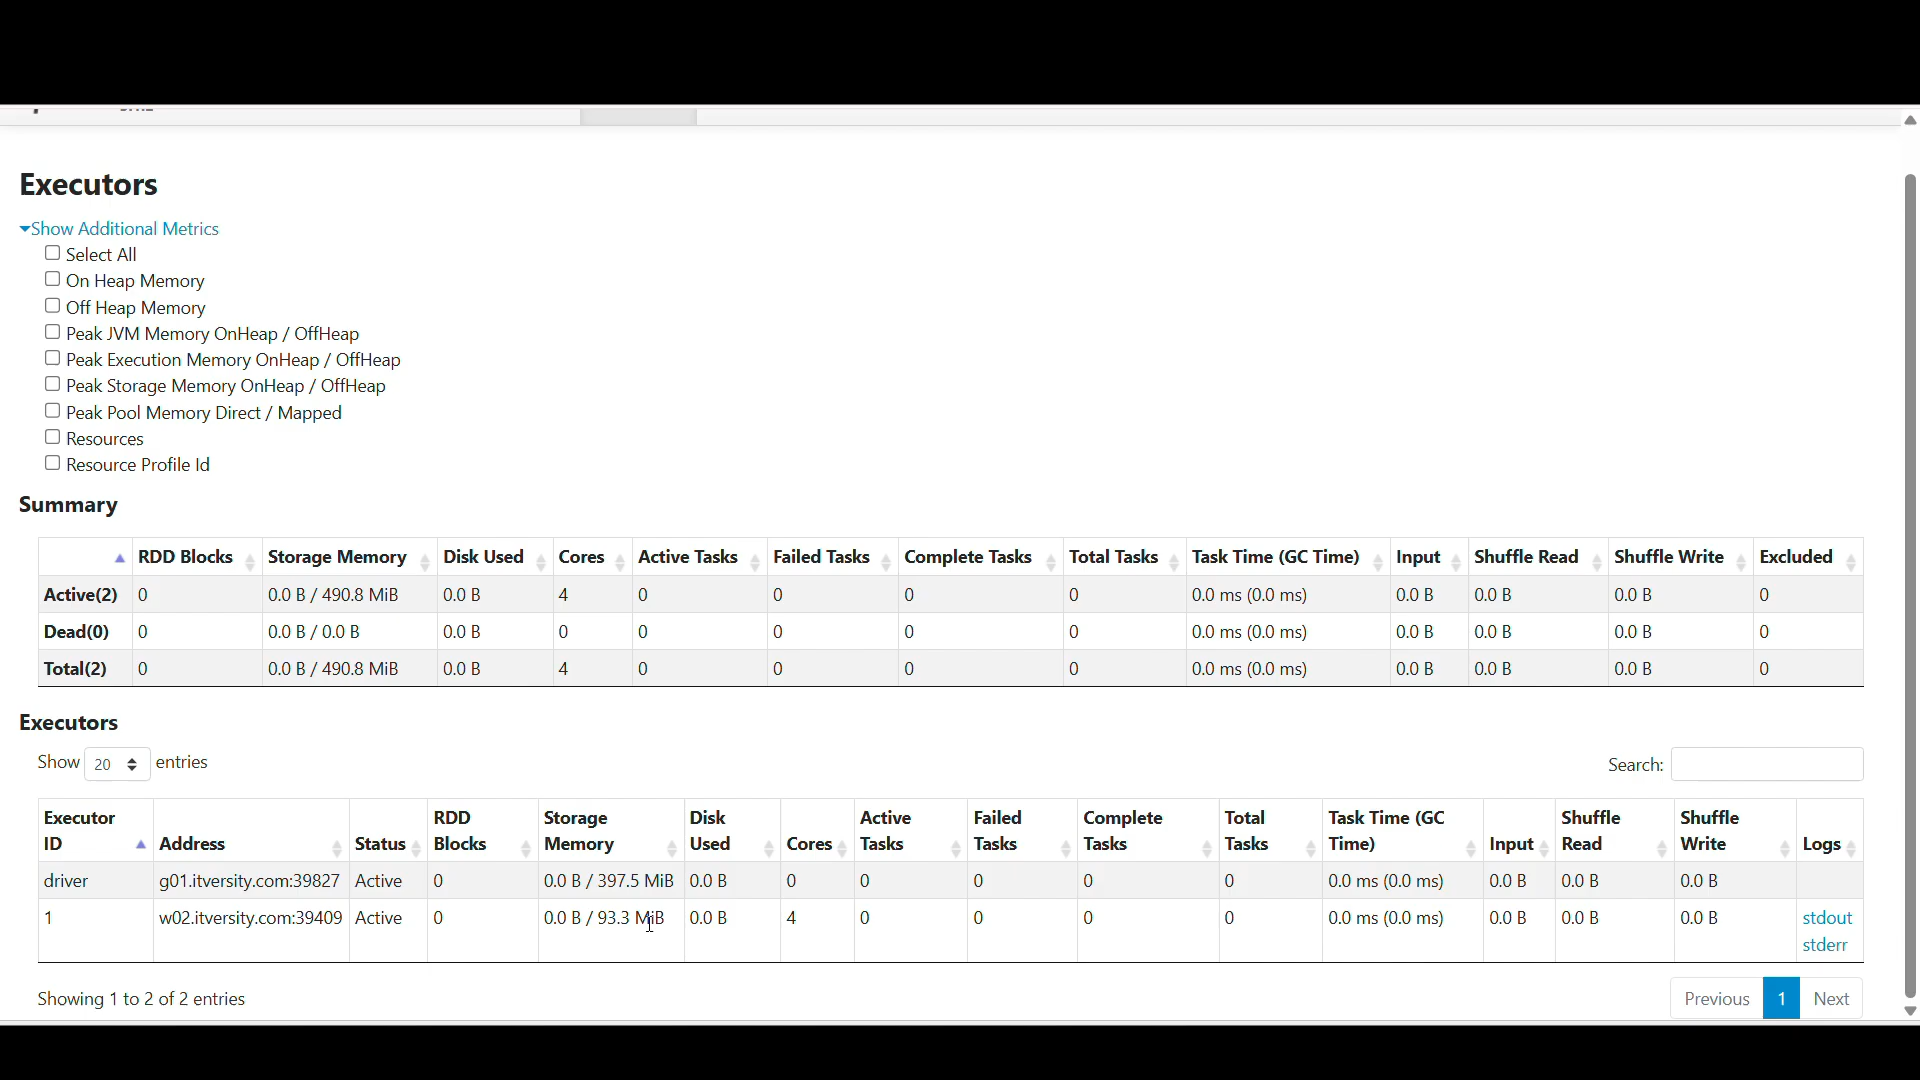 Executors
Show Additional Metrics
Select All
On Heap Memory
Off Heap Memory
Peak JVM Memory OnHeap / OffHeap
Peak Execution Memory OnHeap / OffHeap
Peak Storage Memory OnHeap / OffHeap
Peak Pool Memory Direct / Mapped
Resources
Resource Profile Id
Summary
RDD Blocks Storage Memory Disk Used Cores Active Tasks Failed Tasks Complete Tasks Total Tasks Task Time (GC Time) Input Shuffle Read Shuffle Write Excluded
Active(2) 0 0.0 B / 490.8 MiB 0.0 B 4 0 0 0 0 0.0 ms (0.0 ms) 0.0 B 0.0 B 0.0 B 0
Dead(0) 0 0.0 B / 0.0 B 0.0 B 0 0 0 0 0 0.0 ms (0.0 ms) 0.0 B 0.0 B 0.0 B 0
Total(2) 0 0.0 B / 490.8 MiB 0.0 B 4 0 0 0 0 0.0 ms (0.0 ms) 0.0 B 0.0 B 0.0 B 0
Executors
Show 20 entries Search:
Executor RDD Storage Disk Active Failed Complete Total Task Time (GC Shuffle Shuffle
ID Address Status Blocks Memory Used Cores Tasks Tasks Tasks Tasks Time) Input Read Write Logs
driver g01.itversity.com:39827 Active 0 0.0 B / 397.5 MiB 0.0 B 0 0 0 0 0 0.0 ms (0.0 ms) 0.0 B 0.0 B 0.0 B
1 w02.itversity.com:39409 Active 0 0.0 B / 93.3 MiB 0.0 B 4 0 0 0 0 0.0 ms (0.0 ms) 0.0 B 0.0 B 0.0 B stdout
stderr
Showing 1 to 2 of 2 entries Previous 1 Next